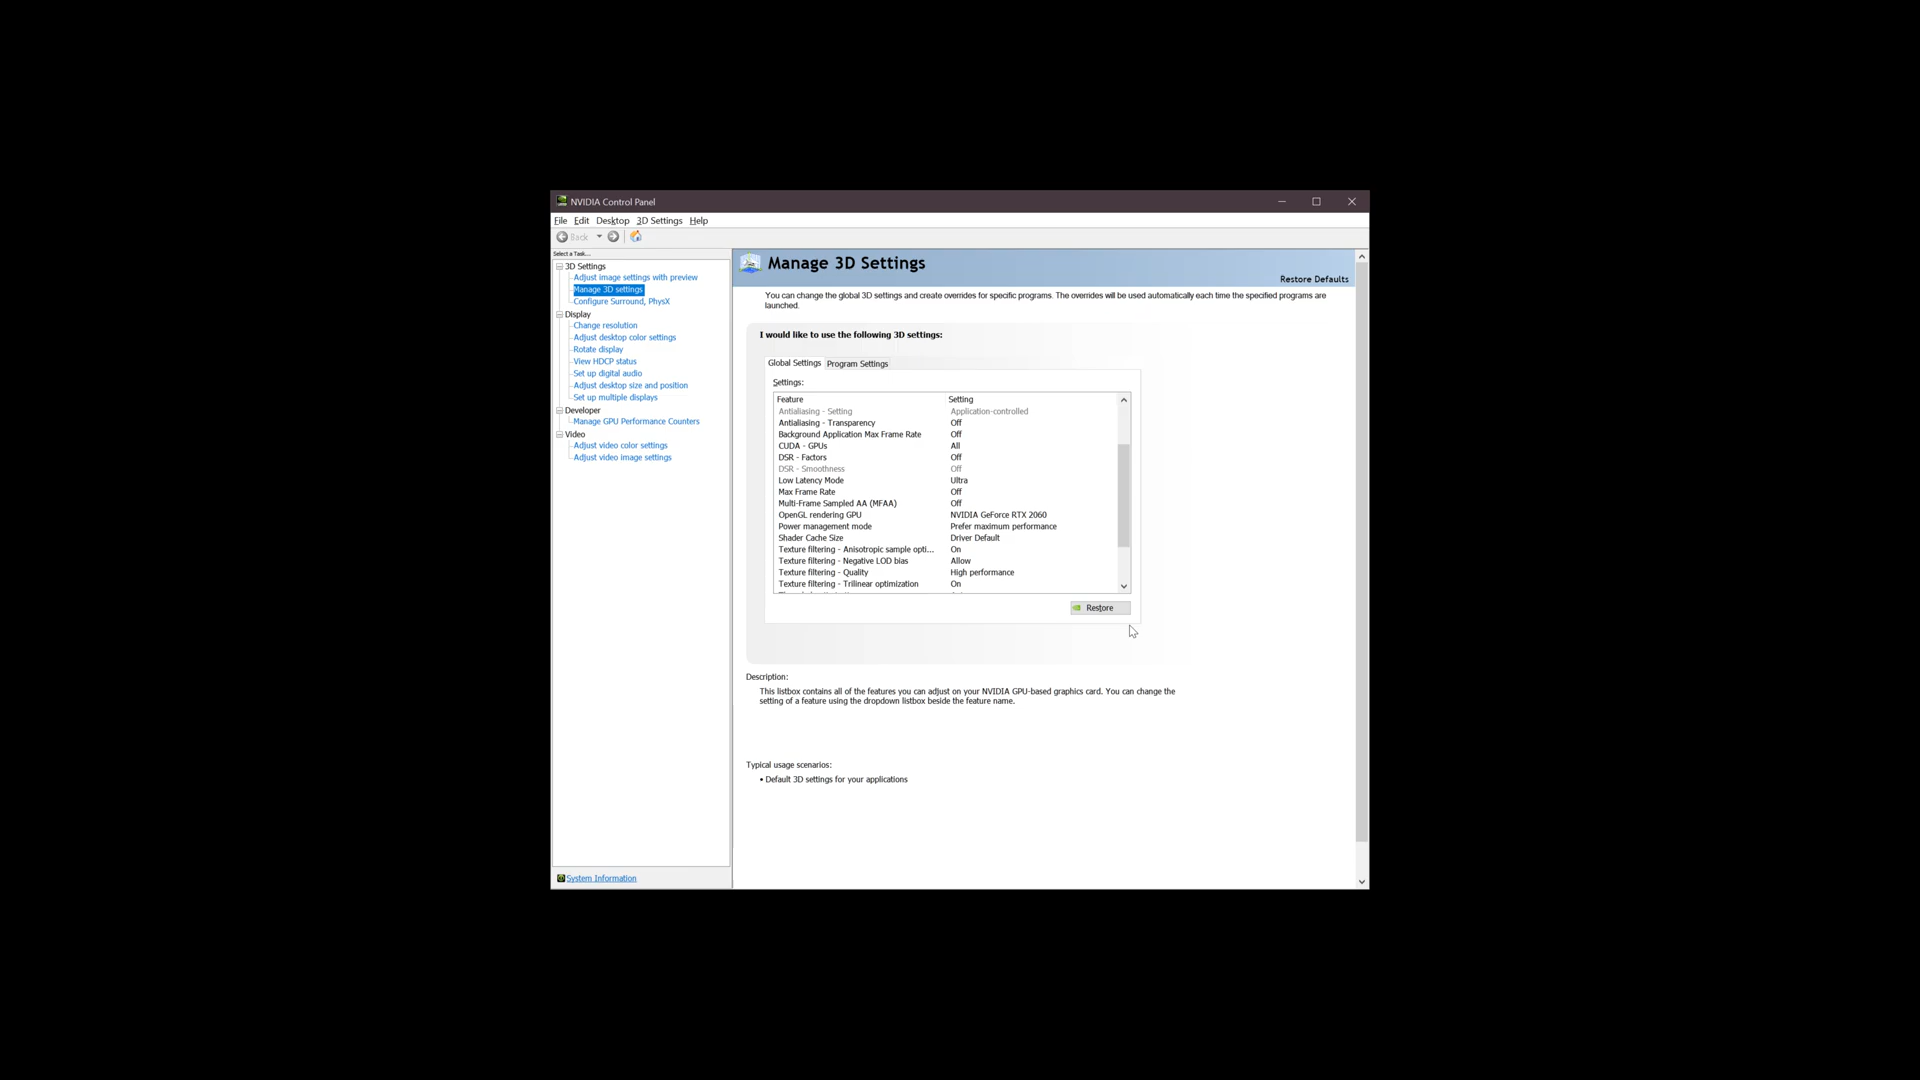 NVIDIA Control Panel
File Edit Desktop 3D Settings Help
Back
Select a Task...
3D Settings
Adjust image settings with preview
Manage 3D settings
Configure Surround, PhysX
Display
Change resolution
Adjust desktop color settings
Rotate display
View HDCP status
Set up digital audio
Adjust desktop size and position
Set up multiple displays
Developer
Manage GPU Performance Counters
Video
Adjust video color settings
Adjust video image settings
System Information
Manage 3D Settings
Restore Defaults
You can change the global 3D settings and create overrides for specific programs. The overrides will be used automatically each time the specified programs are
launched.
I would like to use the following 3D settings:
Global Settings Program Settings
Settings:
Feature Setting
Antialiasing - Setting Application-controlled
Antialiasing - Transparency Off
Background Application Max Frame Rate Off
CUDA - GPUs All
DSR - Factors Off
DSR - Smoothness Off
Low Latency Mode Ultra
Max Frame Rate Off
Multi-Frame Sampled AA (MFAA) Off
OpenGL rendering GPU NVIDIA GeForce RTX 2060
Power management mode Prefer maximum performance
Shader Cache Size Driver Default
Texture filtering - Anisotropic sample opti... On
Texture filtering - Negative LOD bias Allow
Texture filtering - Quality High performance
Texture filtering - Trilinear optimization On
Restore
Description:
This listbox contains all of the features you can adjust on your NVIDIA GPU-based graphics card. You can change the
setting of a feature using the dropdown listbox beside the feature name.
Typical usage scenarios:
• Default 3D settings for your applications